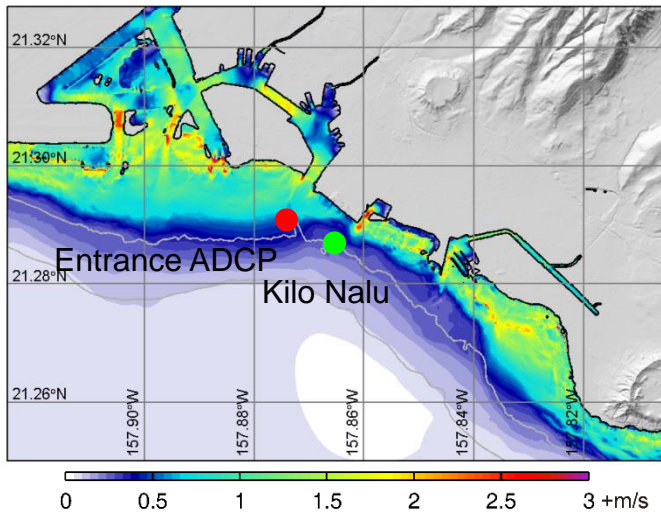 21.32°N
21.30°N
Entrance ADCP
21.28°N
Kilo Nalu
21.26°N
157.90°W
157.88°W
157.86°W
157.84°W
157.82°W
0 0.5 1 1.5 2 2.5 3 +m/s